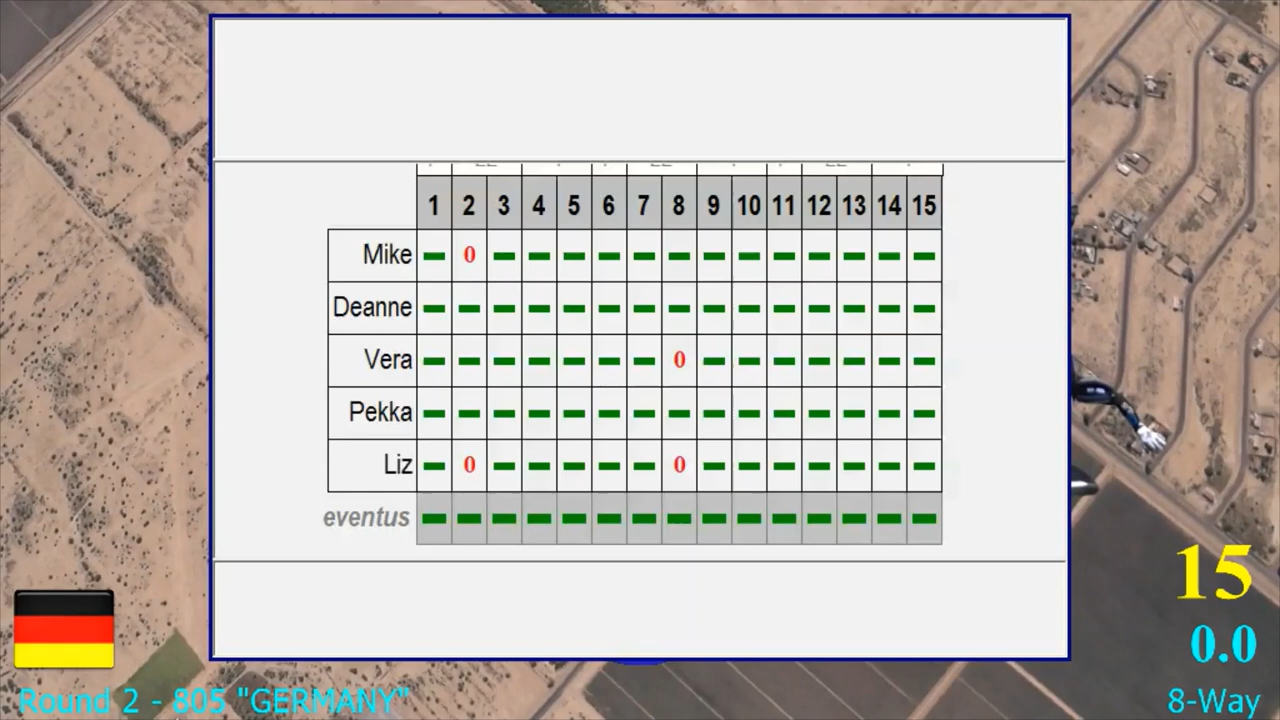 1 2 3 4 5 6 7 8 9 10 11 12 13 14 15
Mike - 0 - - - - - - - - - - - - -
Deanne - - - - - - - - - - - - - - -
Vera - - - - - - - 0 - - - - - - -
Pekka - - - - - - - - - - - - - - -
Liz - 0 - - - - - 0 - - - - - - -
eventus - - - - - - - - - - - - - - -
15
0.0
Round 2 - 805 "GERMANY"
8-Way